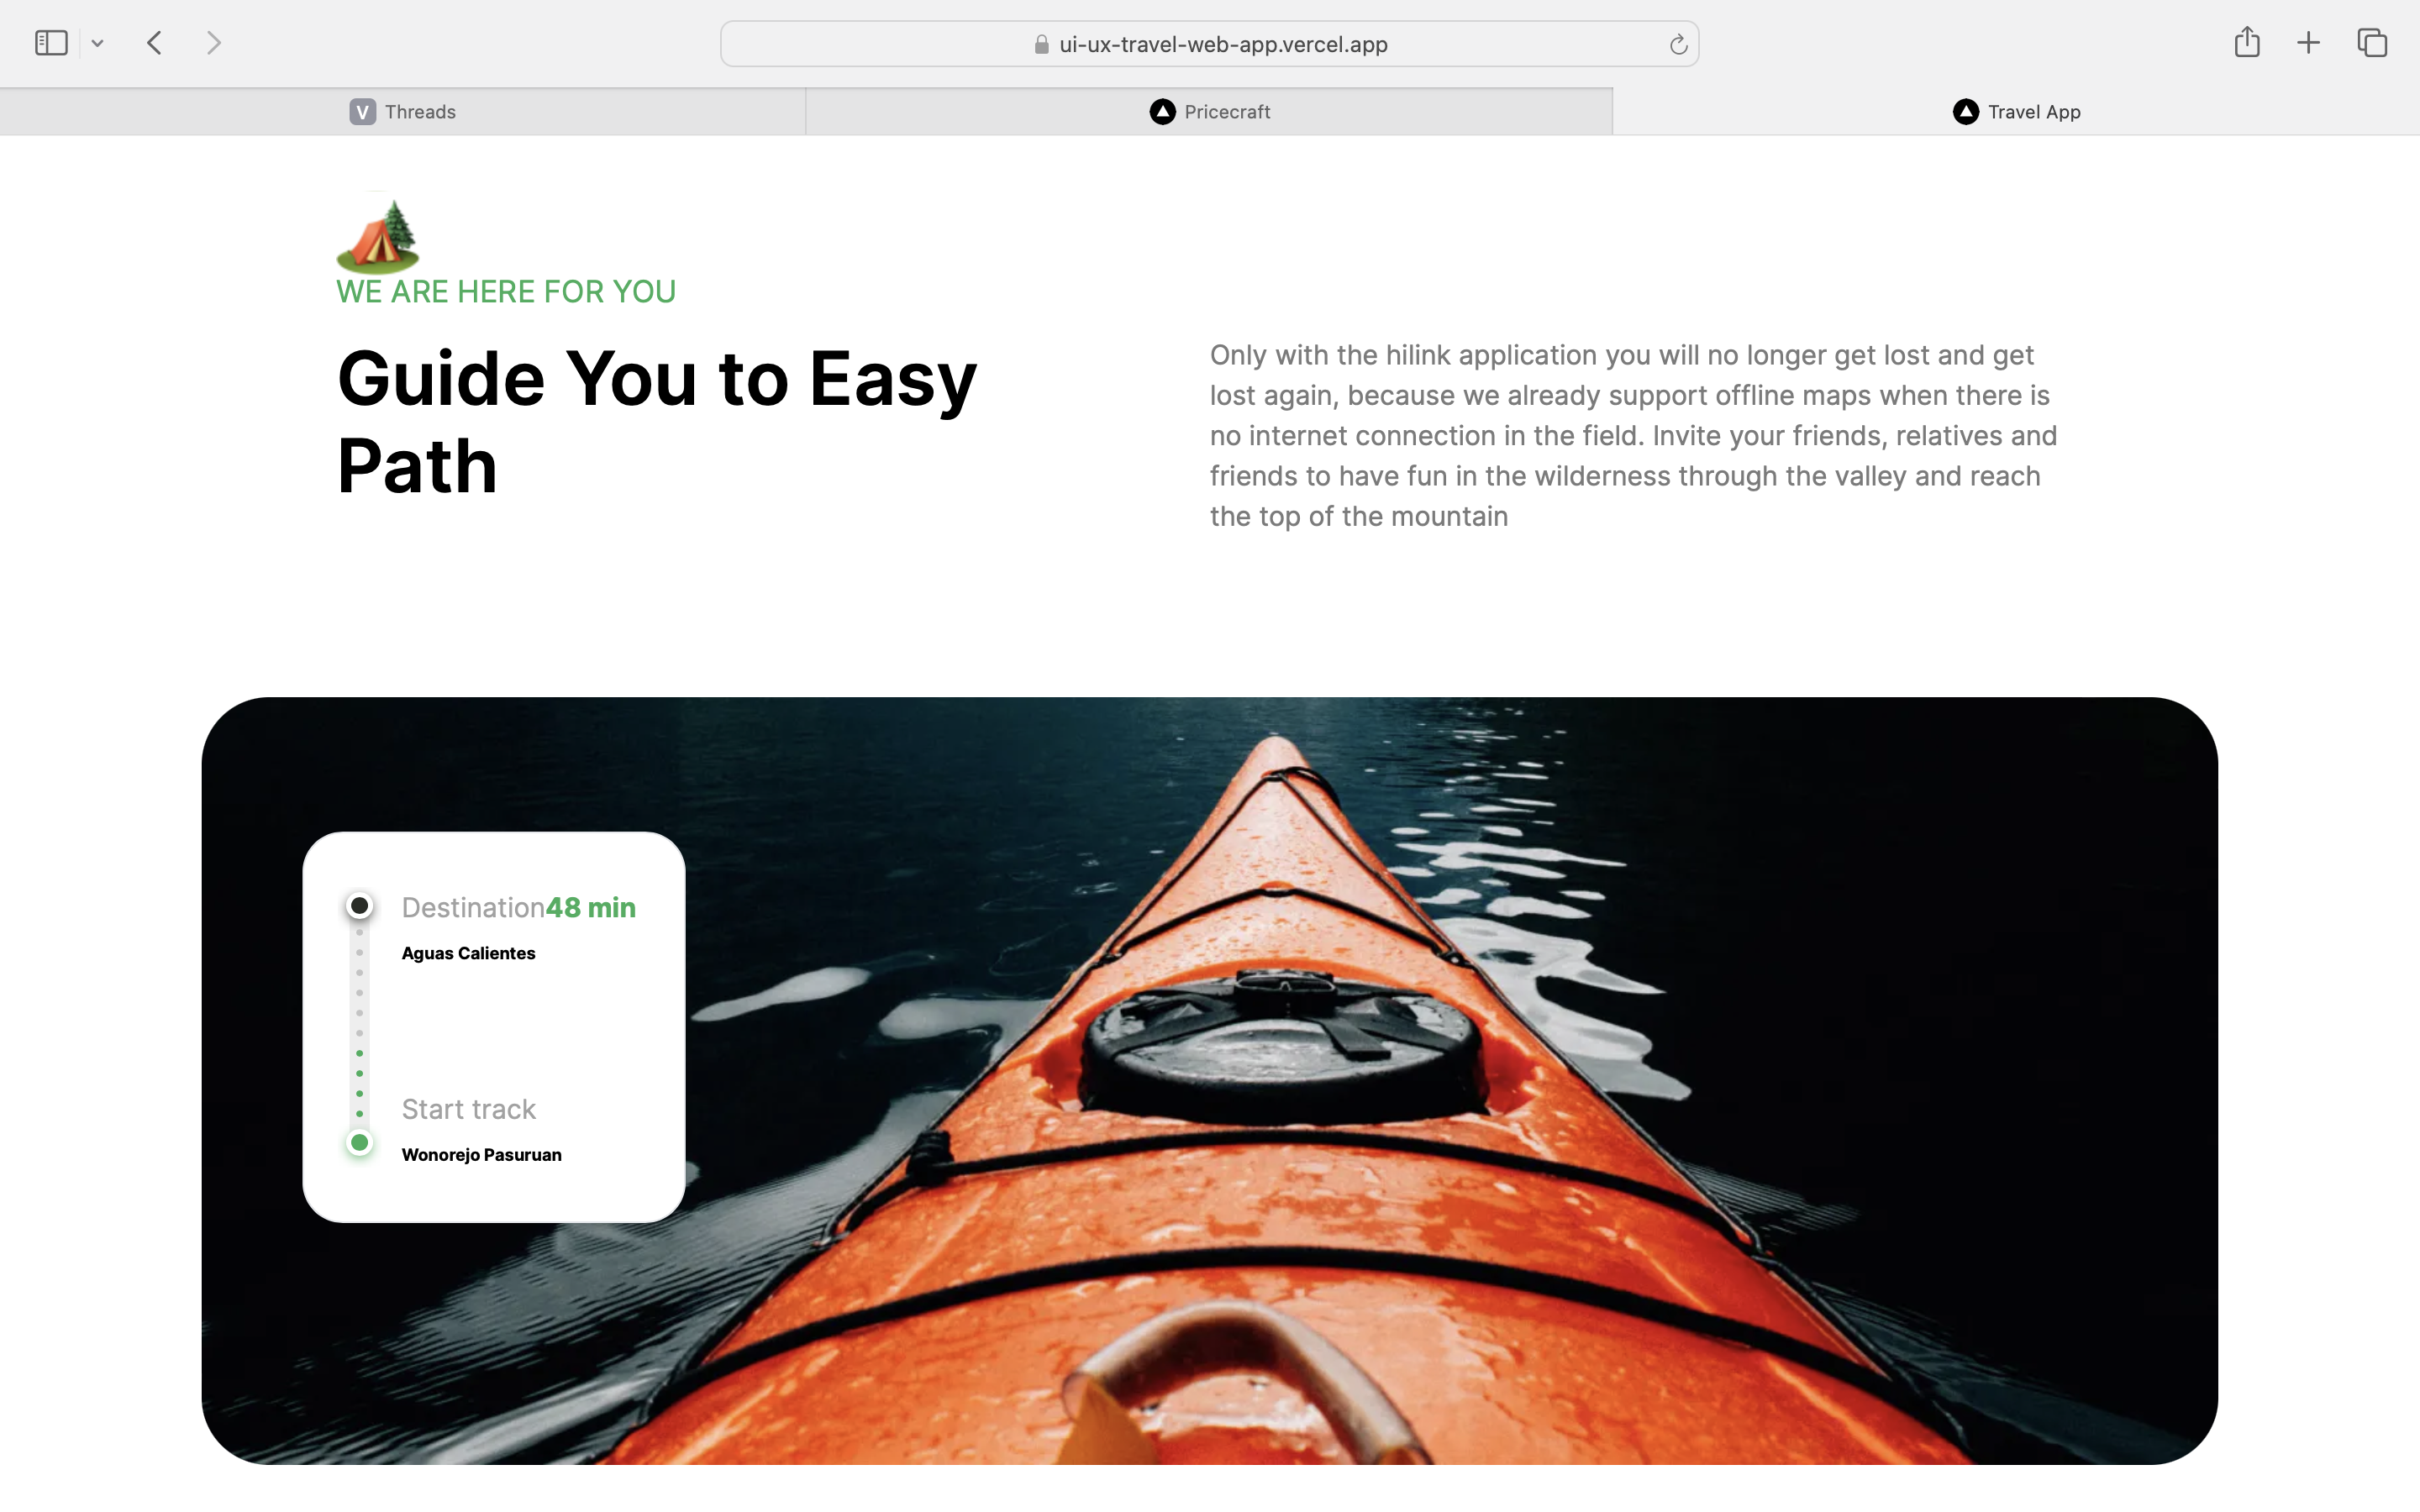 ui-ux-travel-web-app.vercel.app
V Threads
Pricecraft
Travel App
WE ARE HERE FOR YOU
Guide You to Easy
Path
Only with the hilink application you will no longer get lost and get
lost again, because we already support offline maps when there is
no internet connection in the field. Invite your friends, relatives and
friends to have fun in the wilderness through the valley and reach
the top of the mountain
Destination48 min
Aguas Calientes
Start track
Wonorejo Pasuruan